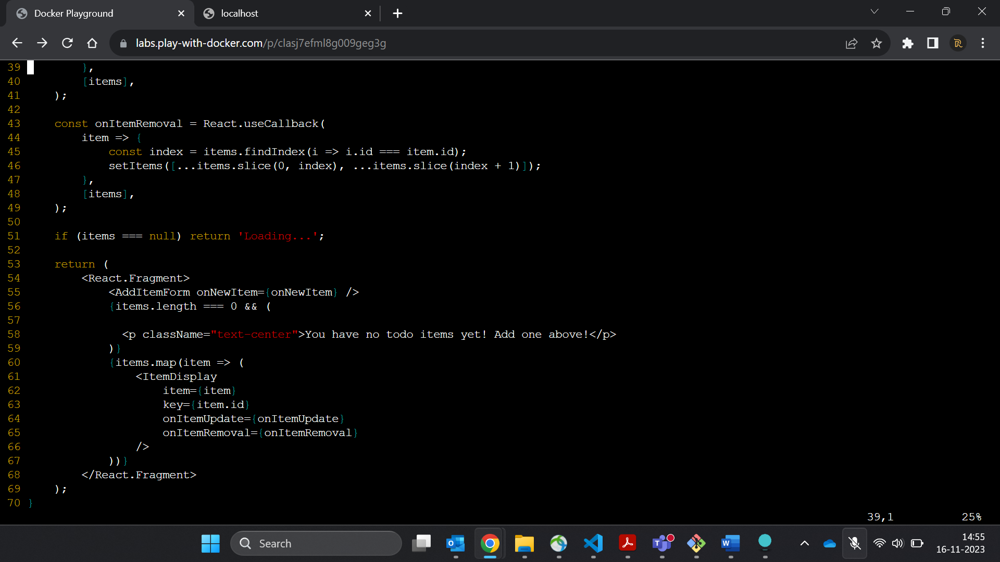 Docker Playground
localhost
labs.play-with-docker.com/p/clasj7efml8g009geg3g
39         },
40         [items],
41     );
42
43     const onItemRemoval = React.useCallback(
44         item => {
45             const index = items.findIndex(i => i.id === item.id);
46             setItems([...items.slice(0, index), ...items.slice(index + 1)]);
47         },
48         [items],
49     );
50
51     if (items === null) return 'Loading...';
52
53     return (
54         <React.Fragment>
55             <AddItemForm onNewItem={onNewItem} />
56             {items.length === 0 && (
57
58               <p className="text-center">You have no todo items yet! Add one above!</p>
59             )}
60             {items.map(item => (
61                 <ItemDisplay
62                     item={item}
63                     key={item.id}
64                     onItemUpdate={onItemUpdate}
65                     onItemRemoval={onItemRemoval}
66                 />
67             ))}
68         </React.Fragment>
69     );
70 }
39,1 25%
Search
14:55
16-11-2023